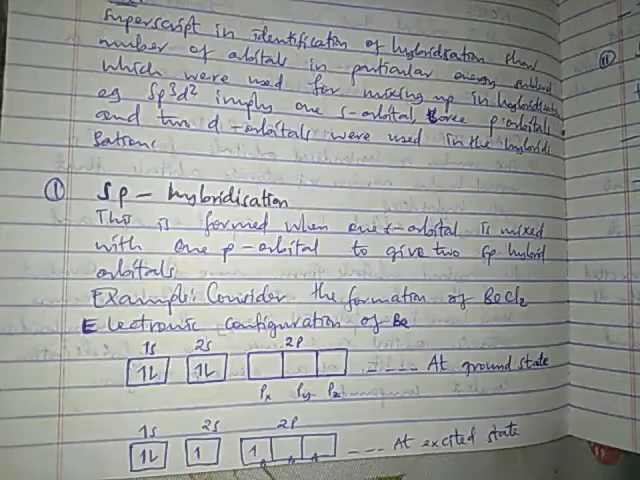 Superscript in identification of hybridisation show
number of orbitals in particular energy sublevel
which were used for mixing up in hybridisatn
eg Sp³d² imply one s-orbital, three p-orbitals
and two d-orbitals were used in the hybridi
sation.
① Sp - hybridisation
This is formed when one s-orbital is mixed
with one p-orbital to give two Sp hybrid
orbitals
Example: Consider the formation of BeCl₂
Electronic configuration of Be
1s 2s 2p
1L 1L ---- At ground state
Px Py Pz
1s 2s 2p
1L 1 1 --- At excited state
⑪